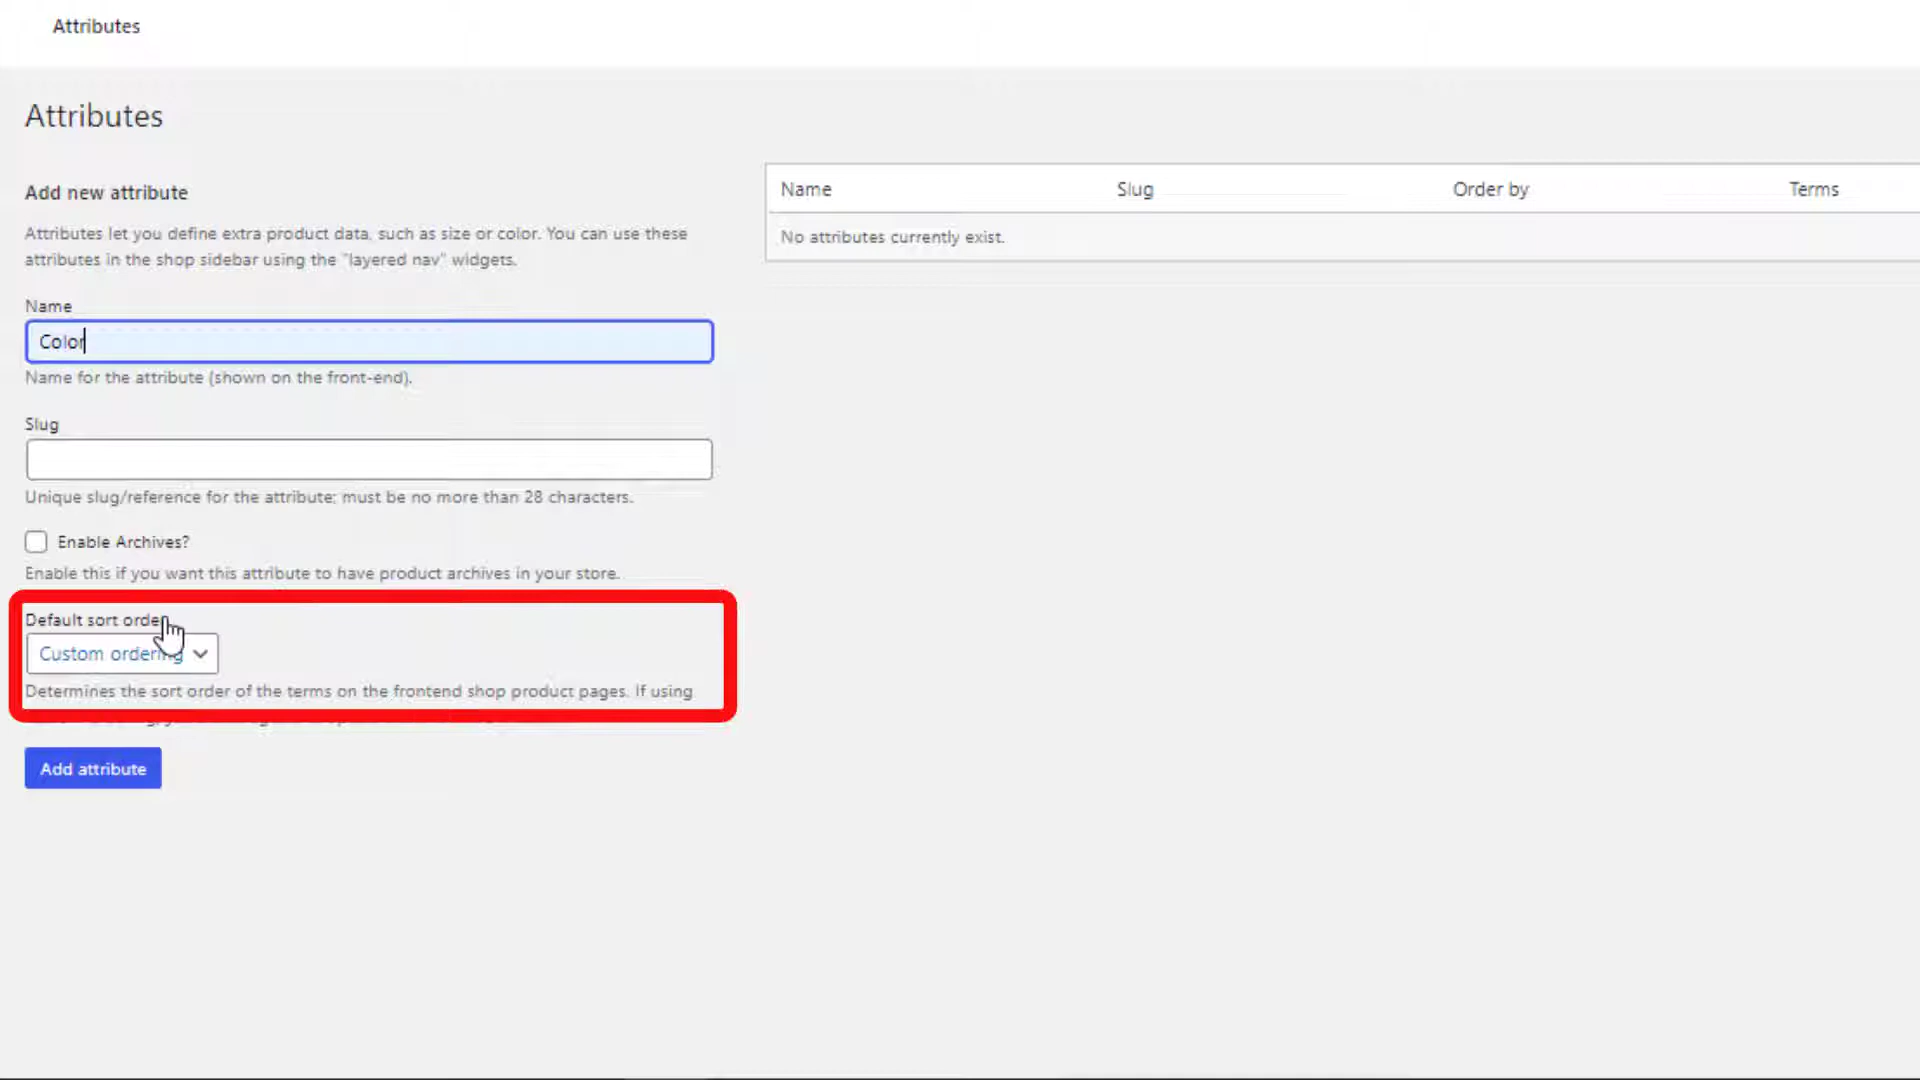 Attributes
Attributes
Add new attribute
Attributes let you define extra product data, such as size or color. You can use these
attributes in the shop sidebar using the "layered nav" widgets.
Name
Color
Name for the attribute (shown on the front-end).
Slug
Unique slug/reference for the attribute; must be no more than 28 characters.
Enable Archives?
Enable this if you want this attribute to have product archives in your store.
Default sort order
Custom ordering
Determines the sort order of the terms on the frontend shop product pages. If using
Add attribute
Name Slug Order by Terms
No attributes currently exist.